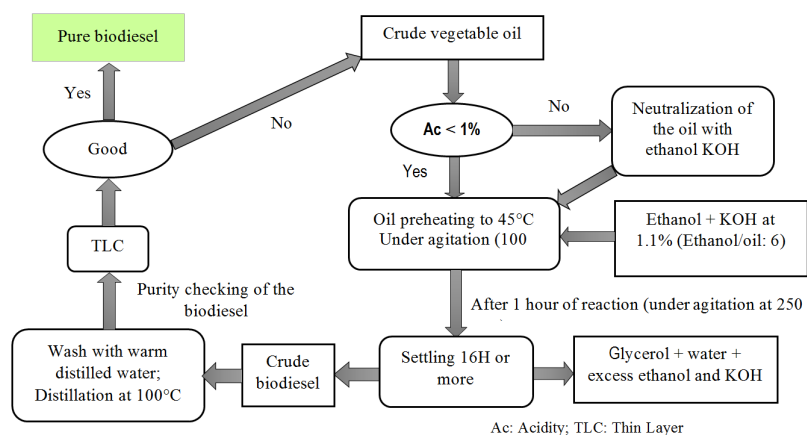 Pure biodiesel
Crude vegetable oil
Yes
No
Good
Ac < 1%
No
Neutralization of
the oil with
ethanol KOH
Yes
Oil preheating to 45°C
Under agitation (100
Ethanol + KOH at
1.1% (Ethanol/oil: 6)
TLC
Purity checking of the
biodiesel
After 1 hour of reaction (under agitation at 250
Wash with warm
distilled water;
Distillation at 100°C
Crude
biodiesel
Settling 16H or
more
Glycerol + water +
excess ethanol and KOH
Ac: Acidity; TLC: Thin Layer